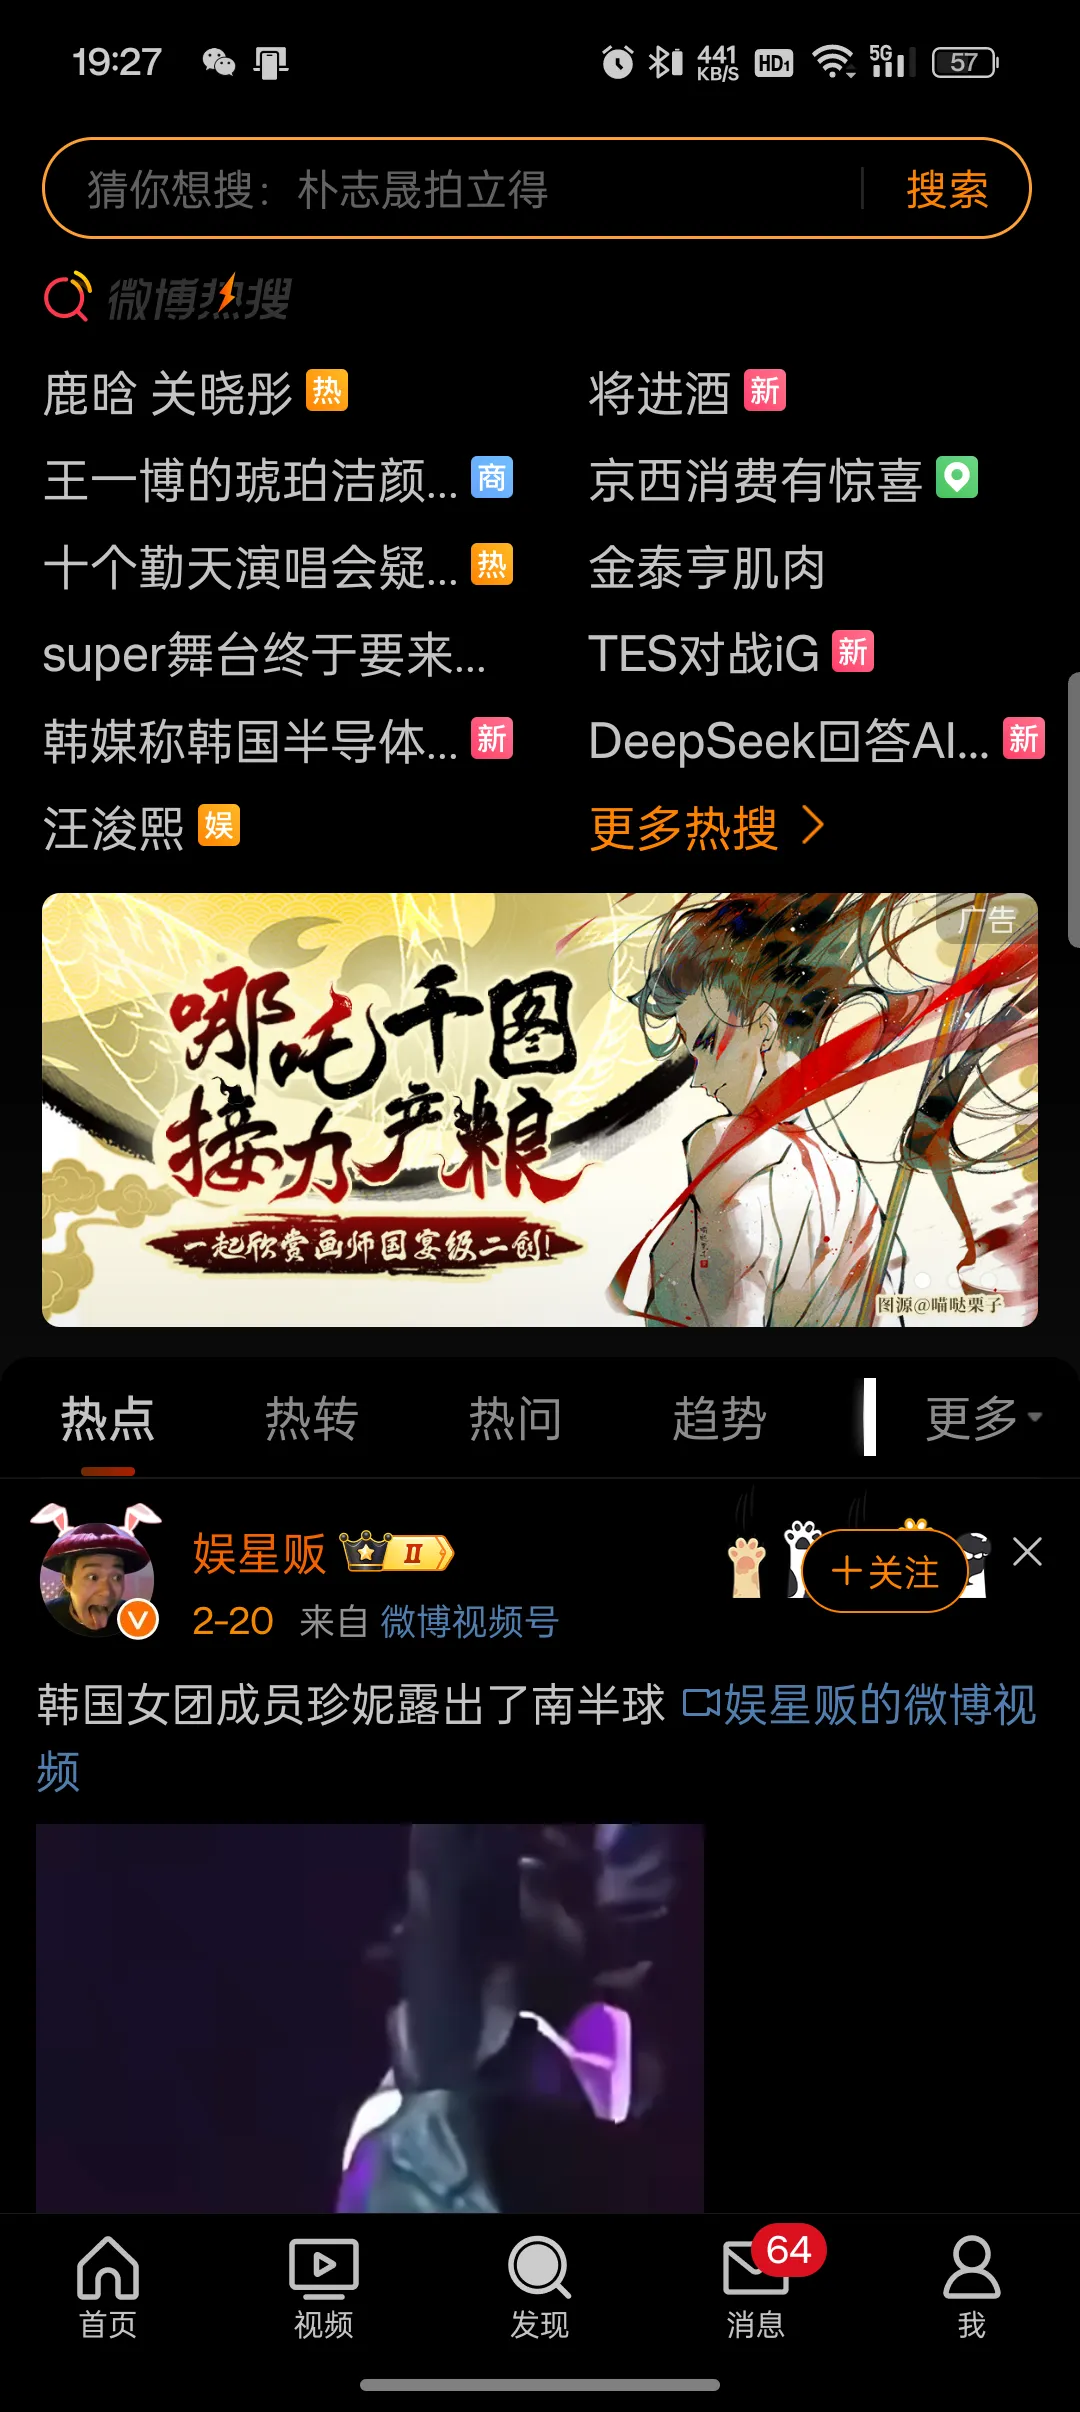 19:27
441 KB/S HD1 5G 57
猜你想搜：朴志晟拍立得 搜索
微博热搜
鹿晗 关晓彤 热 将进酒 新
王一博的琥珀洁颜... 商 京西消费有惊喜
十个勤天演唱会疑... 热 金泰亨肌肉
super舞台终于要来... TES对战iG 新
韩媒称韩国半导体... 新 DeepSeek回答AI... 新
汪浚熙 娱 更多热搜
广告
哪吒千图
接力产粮
一起欣赏画师国宴级二创!
图源@喵哒栗子
热点 热转 热问 趋势 更多
娱星贩 II
+关注
2-20 来自 微博视频号
韩国女团成员珍妮露出了南半球 娱星贩的微博视
频
64
首页 视频 发现 消息 我